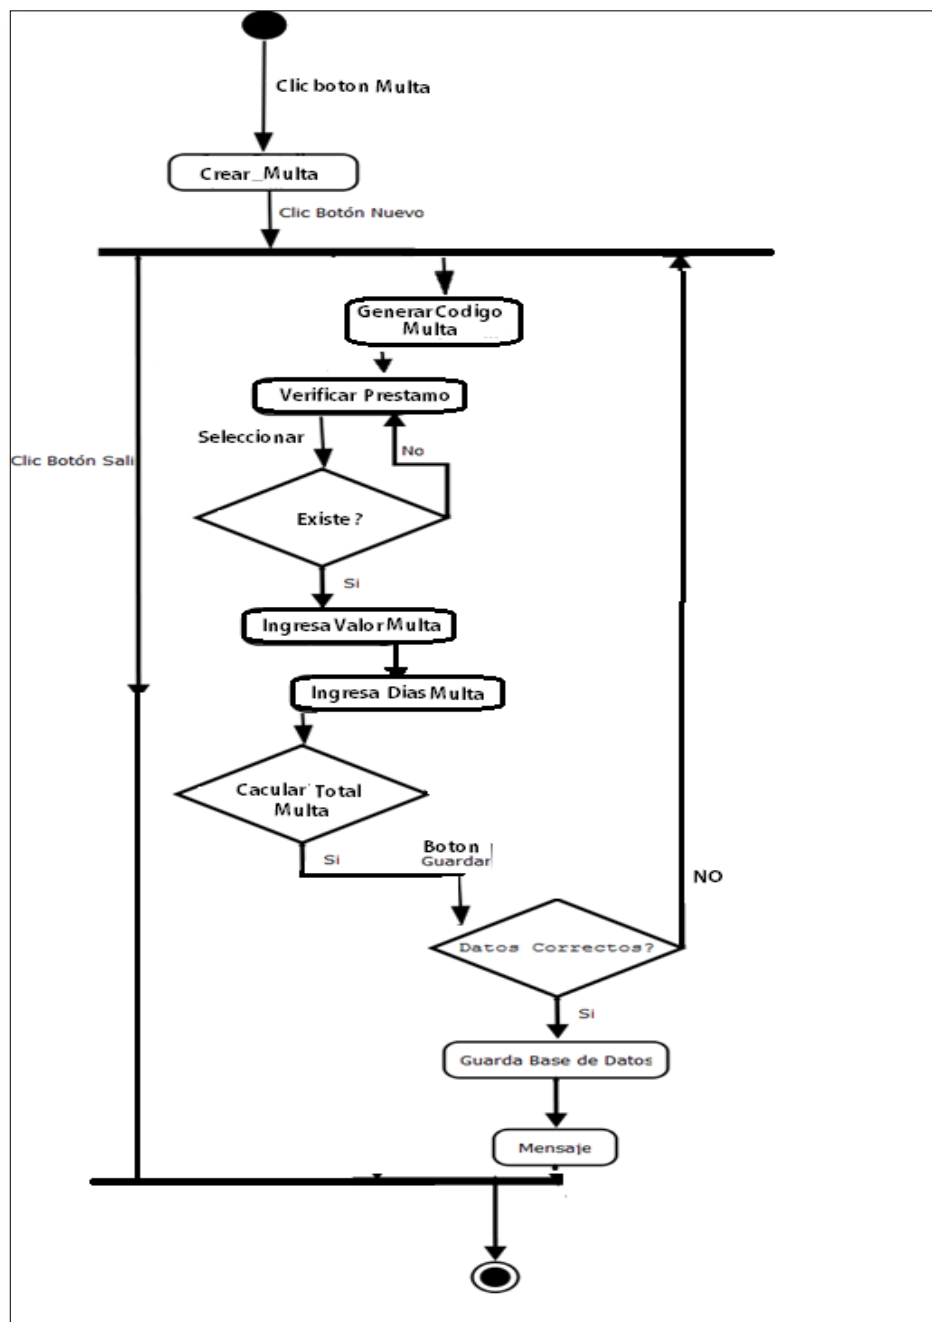 Clic boton Multa
Crear_Multa
Clic Botón Nuevo
Generar Codigo
Multa
Verificar Prestamo
Seleccionar
No
Clic Botón Sali
Existe?
Si
Ingresa Valor Multa
Ingresa Dias Multa
Cacular Total
Multa
Boton
Si
Guardar
NO
Datos Correctos?
Si
Guarda Base de Datos
Mensaje